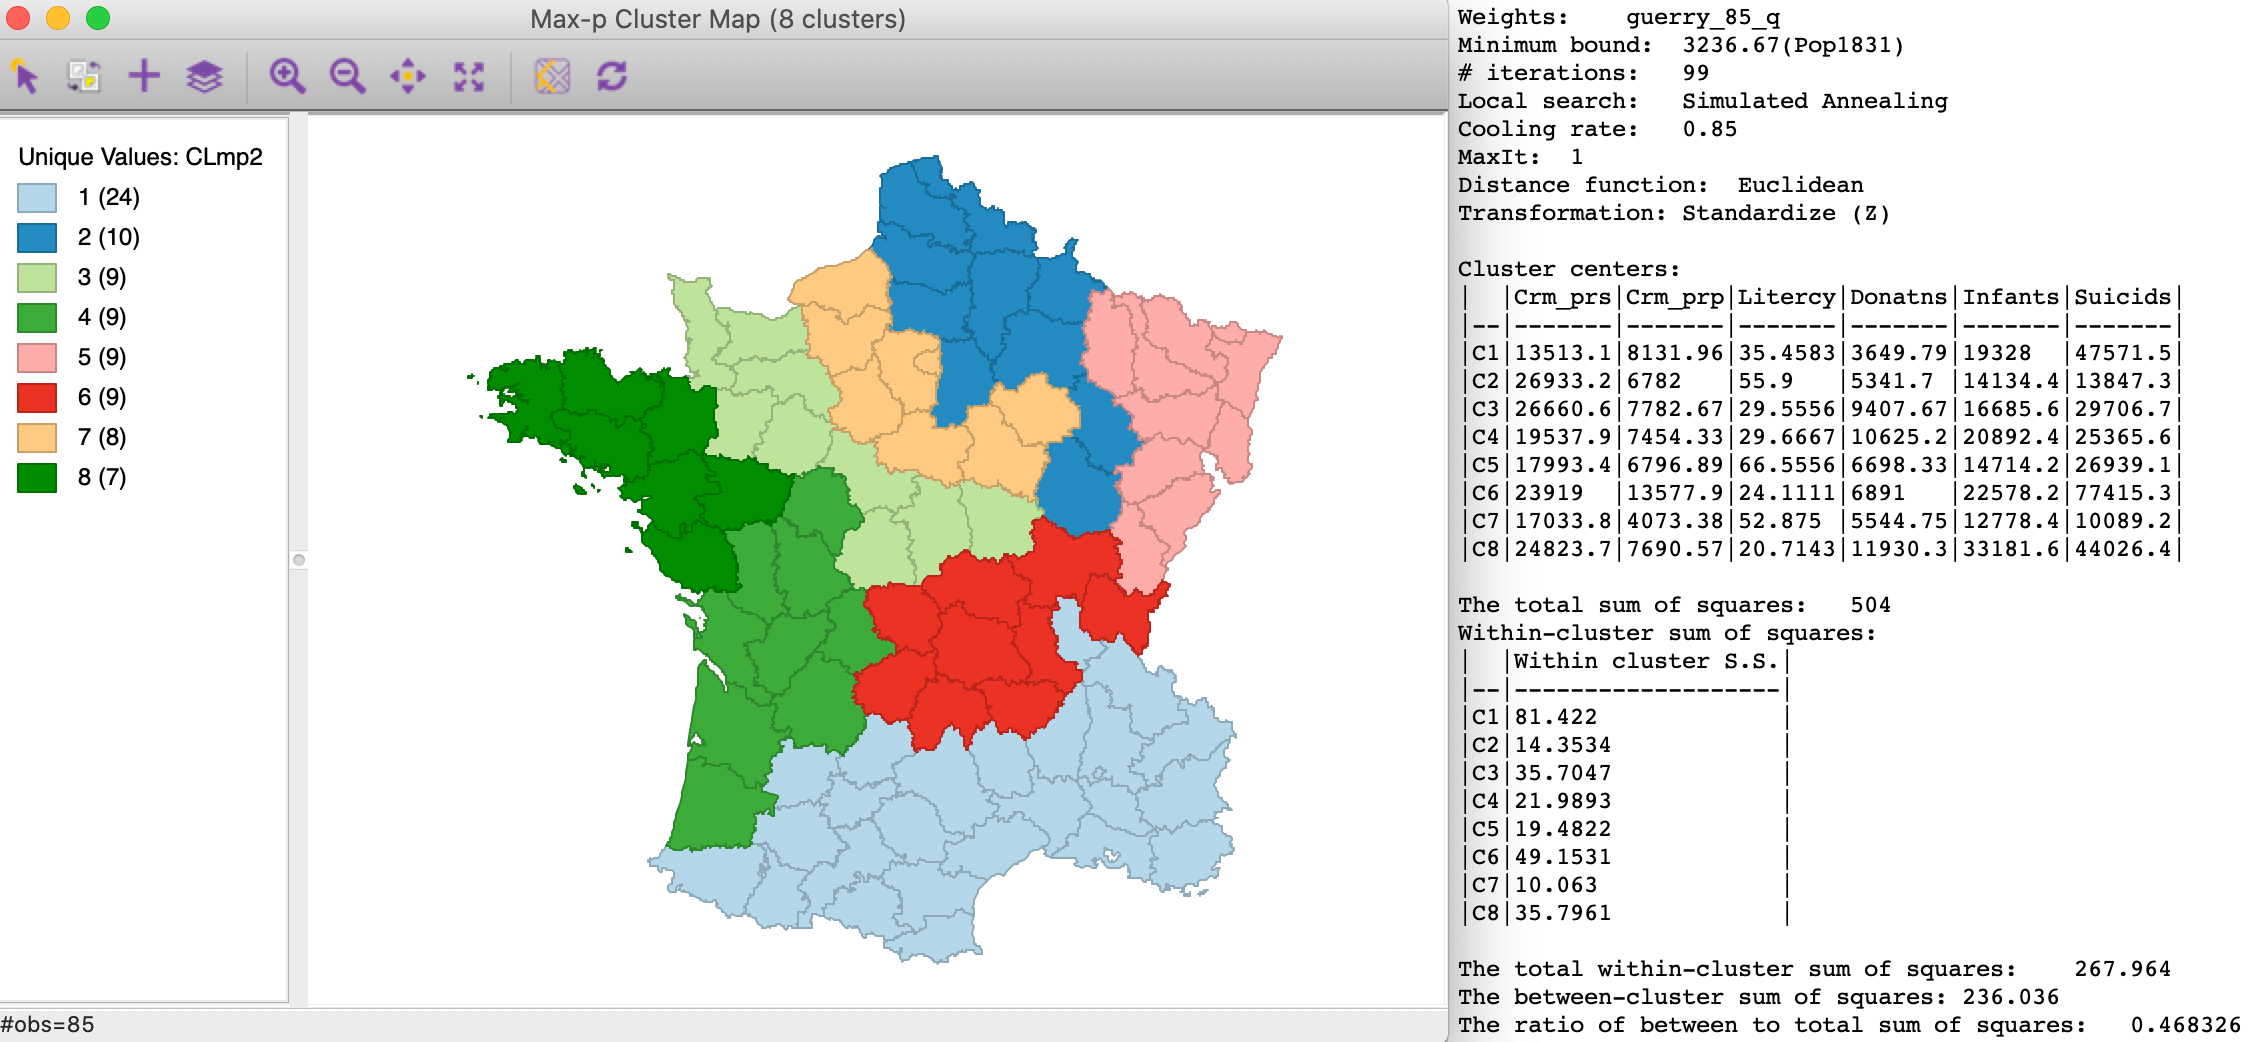 Max-p Cluster Map (8 clusters)
Unique Values: CLmp2
1 (24)
2 (10)
3 (9)
4 (9)
5 (9)
6 (9)
7 (8)
8 (7)
#obs=85
Weights: guerry_85_q
Minimum bound: 3236.67(Pop1831)
# iterations: 99
Local search: Simulated Annealing
Cooling rate: 0.85
MaxIt: 1
Distance function: Euclidean
Transformation: Standardize (Z)
Cluster centers:
|  |Crm_prs|Crm_prp|Litercy|Donatns|Infants|Suicids|
|--|-------|-------|-------|-------|-------|-------|
|C1|13513.1|8131.96|35.4583|3649.79|19328  |47571.5|
|C2|26933.2|6782   |55.9   |5341.7 |14134.4|13847.3|
|C3|26660.6|7782.67|29.5556|9407.67|16685.6|29706.7|
|C4|19537.9|7454.33|29.6667|10625.2|20892.4|25365.6|
|C5|17993.4|6796.89|66.5556|6698.33|14714.2|26939.1|
|C6|23919  |13577.9|24.1111|6891   |22578.2|77415.3|
|C7|17033.8|4073.38|52.875 |5544.75|12778.4|10089.2|
|C8|24823.7|7690.57|20.7143|11930.3|33181.6|44026.4|
The total sum of squares: 504
Within-cluster sum of squares:
|  |Within cluster S.S.|
|--|-------------------|
|C1|81.422             |
|C2|14.3534            |
|C3|35.7047            |
|C4|21.9893            |
|C5|19.4822            |
|C6|49.1531            |
|C7|10.063             |
|C8|35.7961            |
The total within-cluster sum of squares: 267.964
The between-cluster sum of squares: 236.036
The ratio of between to total sum of squares: 0.468326